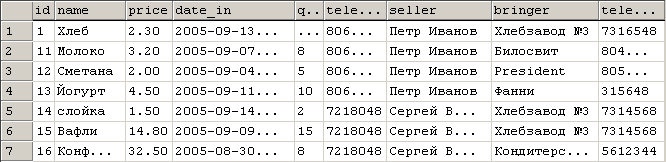 id name price date_in q.. tele... seller bringer tele...
1 1 Хлеб 2.30 2005-09-13... ... 806... Петр Иванов Хлебзавод №3 7316548
2 11 Молоко 3.20 2005-09-07... 8 806... Петр Иванов Билосвит 804...
3 12 Сметана 2.00 2005-09-04... 5 806... Петр Иванов President 805...
4 13 Йогурт 4.50 2005-09-11... 10 806... Петр Иванов Фанни 315648
5 14 слойка 1.50 2005-09-14... 2 7218048 Сергей В... Хлебзавод №3 7314568
6 15 Вафли 14.80 2005-09-09... 15 7218048 Сергей В... Хлебзавод №3 7314568
7 16 Конф... 32.50 2005-08-30... 8 7218048 Сергей В... Кондитерс... 5612344